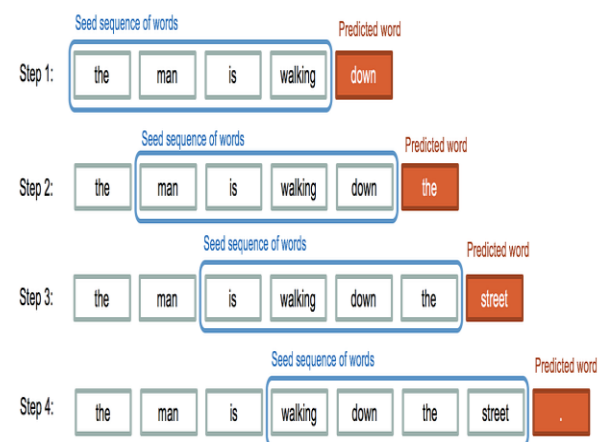 Seed sequence of words
Predicted word
Step 1: the man is walking down
Seed sequence of words
Predicted word
Step 2: the man is walking down the
Seed sequence of words
Predicted word
Step 3: the man is walking down the street
Seed sequence of words
Predicted word
Step 4: the man is walking down the street .